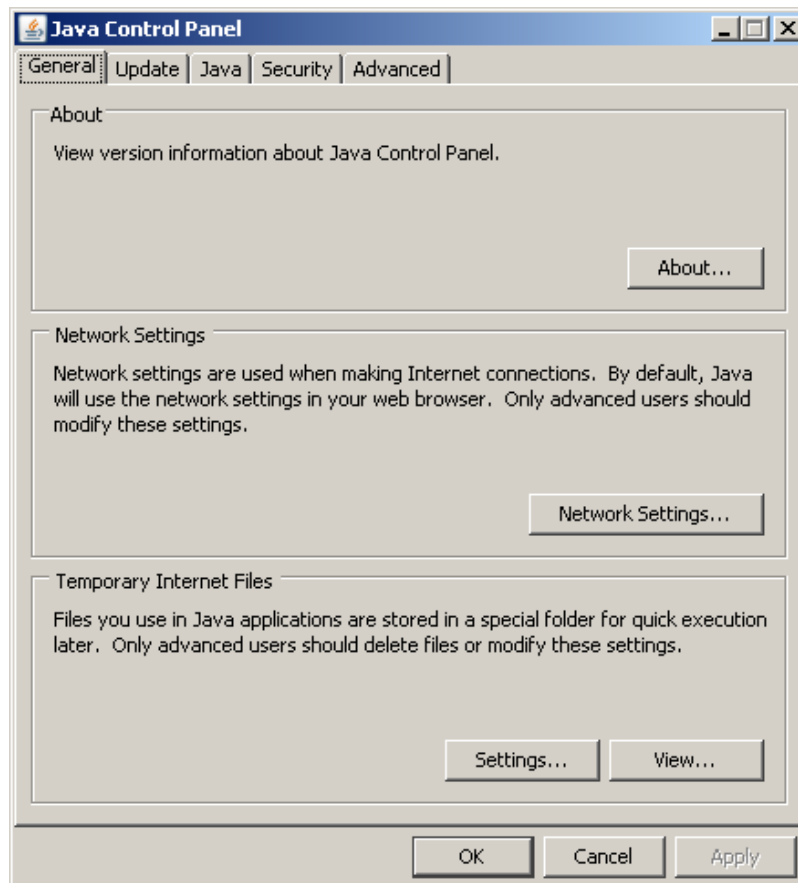 Java Control Panel
General Update Java Security Advanced
About
View version information about Java Control Panel.
About...
Network Settings
Network settings are used when making Internet connections.  By default, Java
will use the network settings in your web browser.  Only advanced users should
modify these settings.
Network Settings...
Temporary Internet Files
Files you use in Java applications are stored in a special folder for quick execution
later.  Only advanced users should delete files or modify these settings.
Settings... View...
OK Cancel Apply